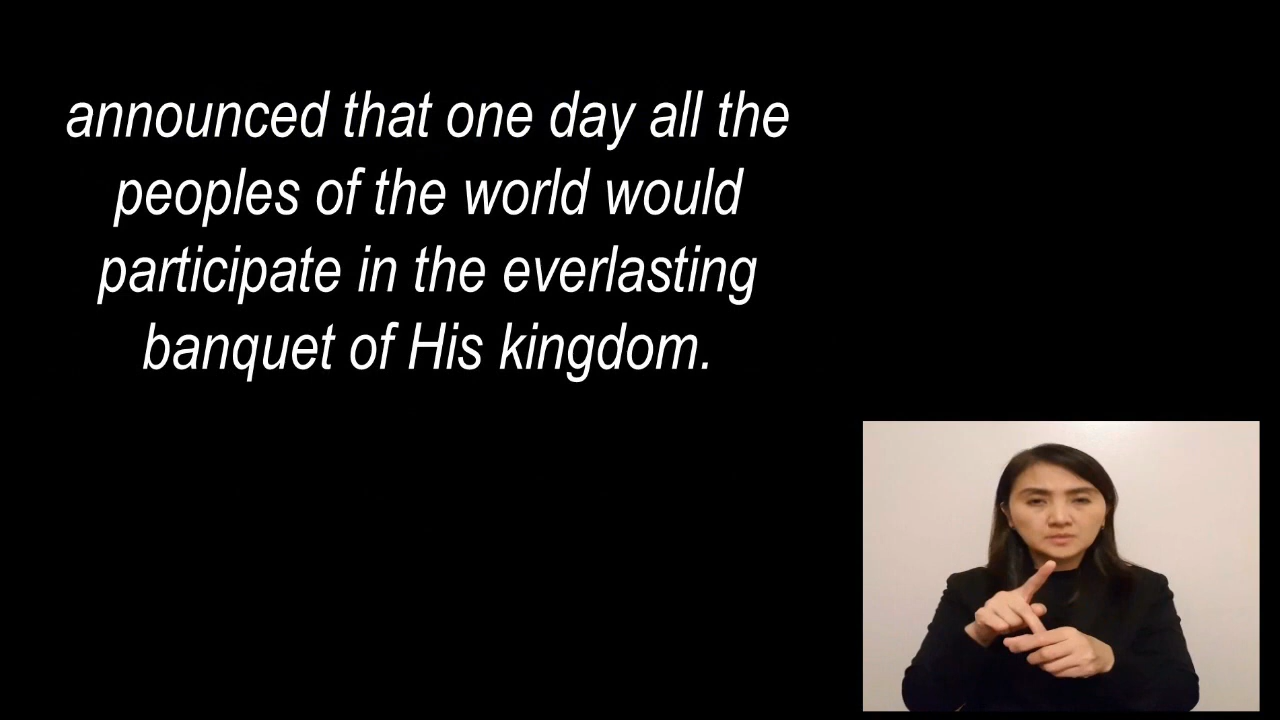 announced that one day all the
peoples of the world would
participate in the everlasting
banquet of His kingdom.